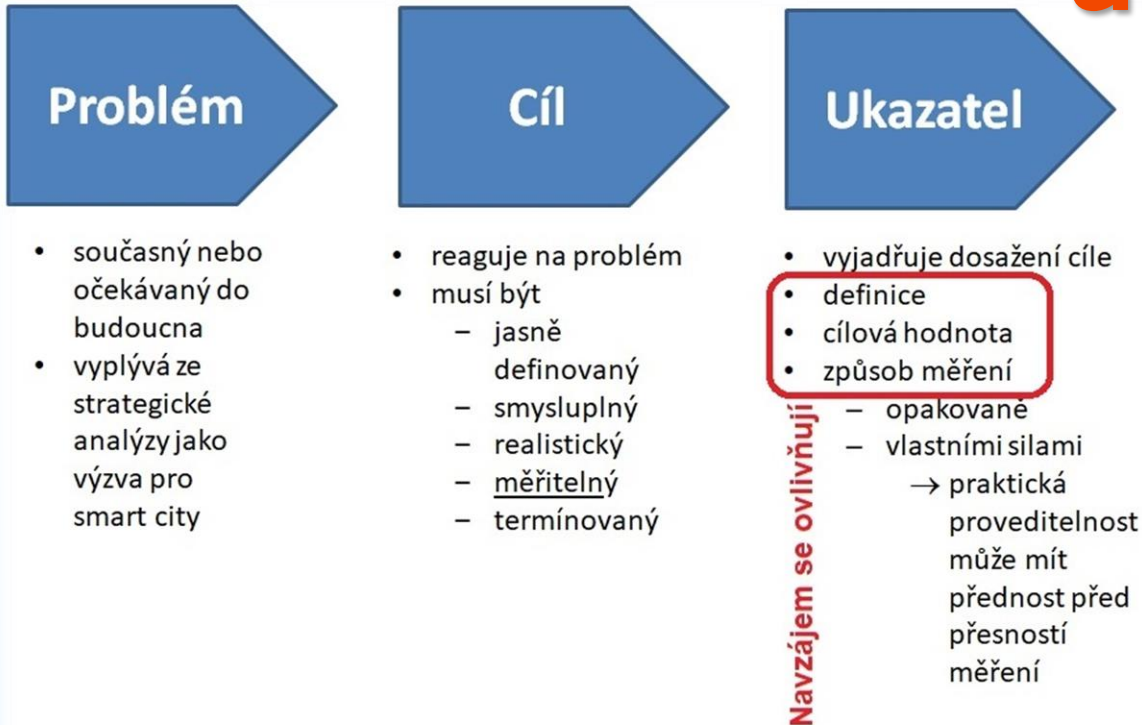 Problém
současný nebo
očekávaný do
budoucna
vyplývá ze
strategické
analýzy jako
výzva pro
smart city
Cíl
reaguje na problém
musí být
– jasně
definovaný
– smysluplný
– realistický
– měřitelný
– termínovaný
Ukazatel
vyjadřuje dosažení cíle
definice
cílová hodnota
způsob měření
– opakovaně
– vlastními silami
→ praktická
proveditelnost
může mít
přednost před
přesností
měření
Navzájem se ovlivňují